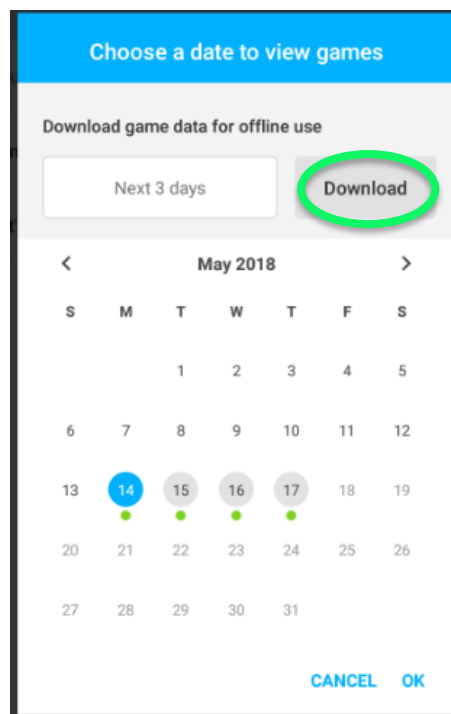 Choose a date to view games
Download game data for offline use
Next 3 days Download
< May 2018 >
S M T W T F S
1 2 3 4 5
6 7 8 9 10 11 12
13 14 15 16 17 18 19
20 21 22 23 24 25 26
27 28 29 30 31
CANCEL OK